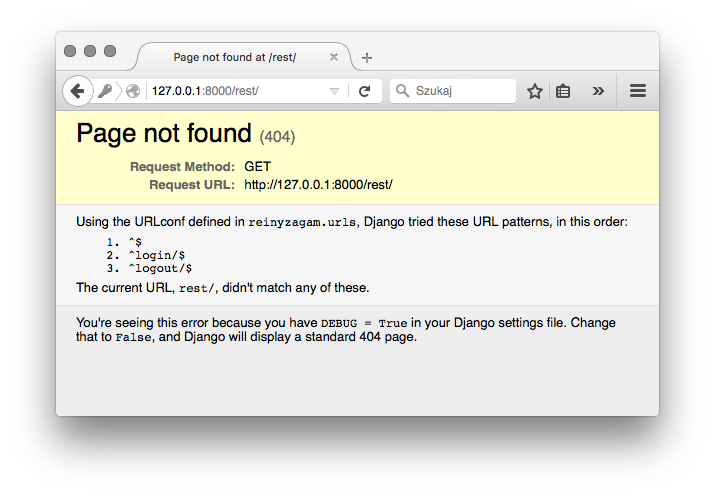 Page not found at /rest/
127.0.0.1:8000/rest/
Szukaj
Page not found (404)
Request Method: GET
Request URL: http://127.0.0.1:8000/rest/
Using the URLconf defined in reinyzagam.urls, Django tried these URL patterns, in this order:
1. ^$
2. ^login/$
3. ^logout/$
The current URL, rest/, didn't match any of these.
You're seeing this error because you have DEBUG = True in your Django settings file. Change
that to False, and Django will display a standard 404 page.